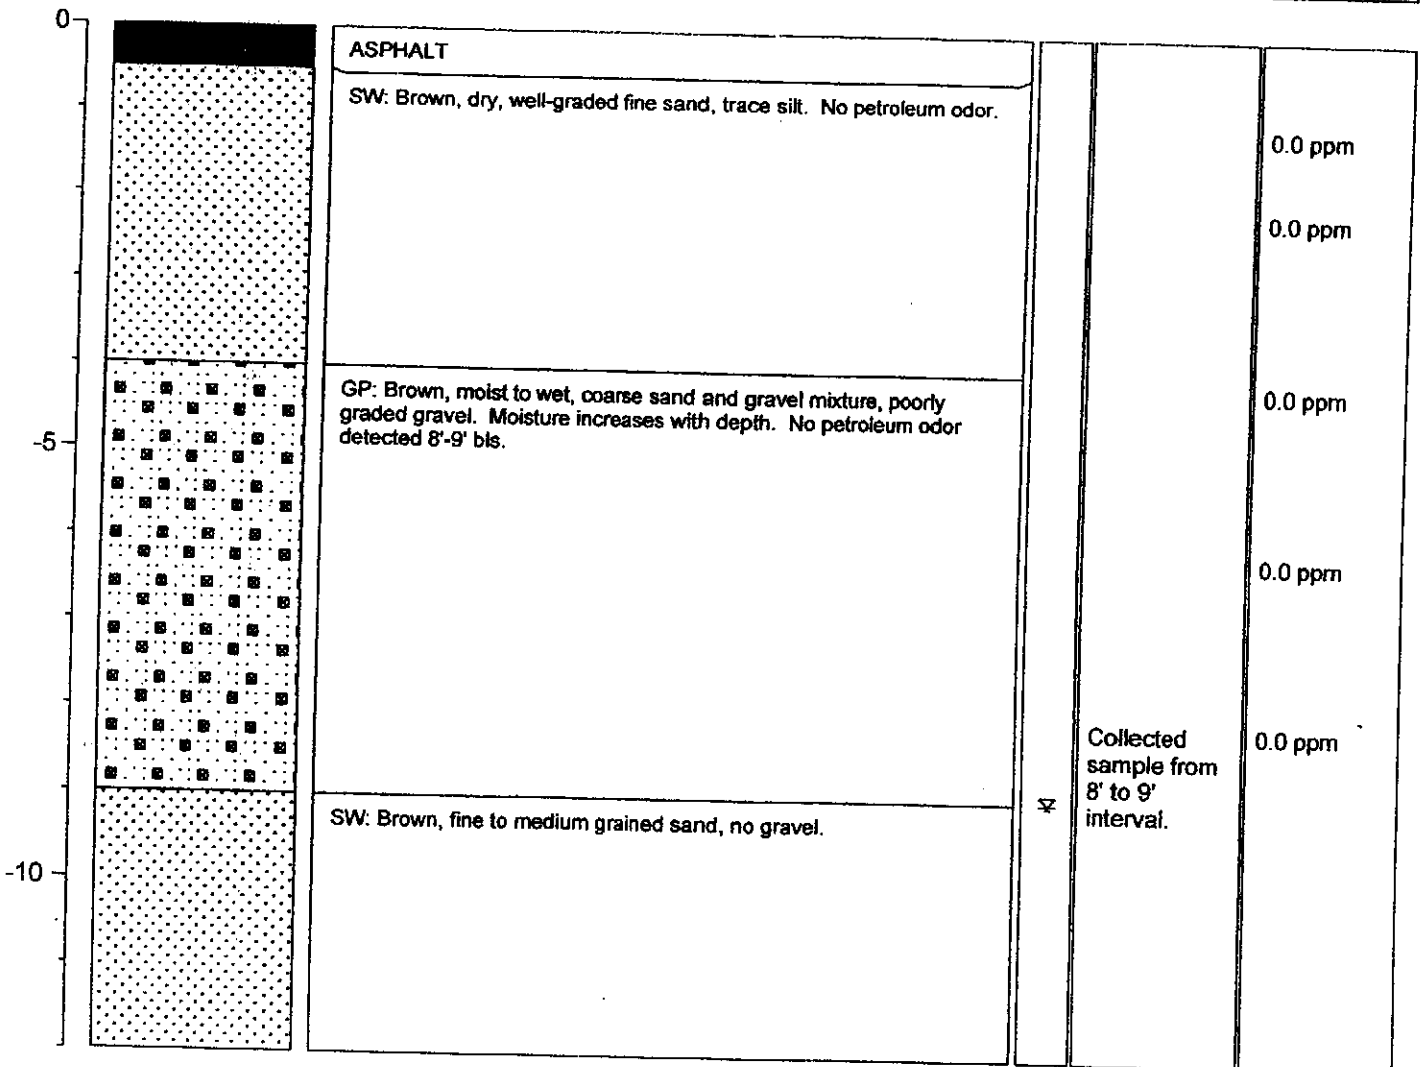 0
ASPHALT
SW: Brown, dry, well-graded fine sand, trace silt. No petroleum odor.
0.0 ppm
0.0 ppm
GP: Brown, moist to wet, coarse sand and gravel mixture, poorly
graded gravel. Moisture increases with depth. No petroleum odor
detected 8'-9' bls.
0.0 ppm
-5
0.0 ppm
Collected
sample from
8' to 9'
interval.
0.0 ppm
SW: Brown, fine to medium grained sand, no gravel.
-10